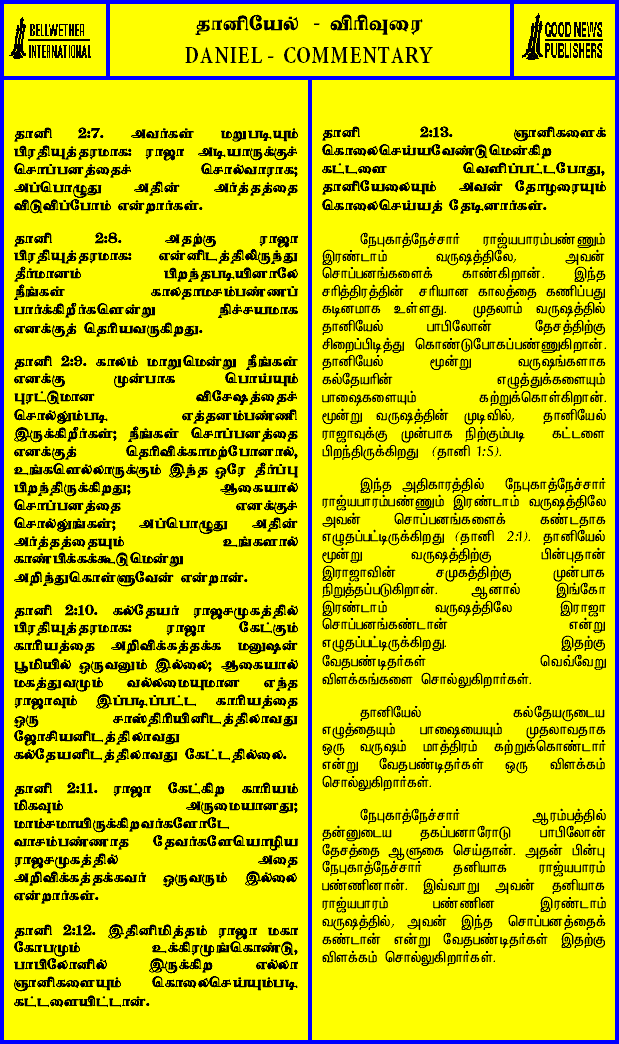 BELLWETHER
INTERNATIONAL
தானியேல் - விரிவுரை
DANIEL - COMMENTARY
GOOD NEWS
PUBLISHERS
தானி 2:7. அவர்கள் மறுபடியும்
பிரதியுத்தரமாக: ராஜா அடியாருக்குச்
சொப்பனத்தைச் சொல்வாராக;
அப்பொழுது அதின் அர்த்தத்தை
விடுவிப்போம் என்றார்கள்.
தானி 2:8. அதற்கு ராஜா
பிரதியுத்தரமாக: என்னிடத்திலிருந்து
தீர்மானம் பிறந்தபடியினாலே
நீங்கள் காலதாமசம்பண்ணப்
பார்க்கிறீர்களென்று நிச்சயமாக
எனக்குத் தெரியவருகிறது.
தானி 2:9. காலம் மாறுமென்று நீங்கள்
எனக்கு முன்பாக பொய்யும்
புரட்டுமான விசேஷத்தைச்
சொல்லும்படி எத்தனம்பண்ணி
இருக்கிறீர்கள்; நீங்கள் சொப்பனத்தை
எனக்குத் தெரிவிக்காமற்போனால்,
உங்களெல்லாருக்கும் இந்த ஒரே தீர்ப்பு
பிறந்திருக்கிறது; ஆகையால்
சொப்பனத்தை எனக்குச்
சொல்லுங்கள்; அப்பொழுது அதின்
அர்த்தத்தையும் உங்களால்
காண்பிக்கக்கூடுமென்று
அறிந்துகொள்ளுவேன் என்றான்.
தானி 2:10. கல்தேயர் ராஜசமுகத்தில்
பிரதியுத்தரமாக: ராஜா கேட்கும்
காரியத்தை அறிவிக்கத்தக்க மனுஷன்
பூமியில் ஒருவனும் இல்லை; ஆகையால்
மகத்துவமும் வல்லமையுமான எந்த
ராஜாவும் இப்படிப்பட்ட காரியத்தை
ஒரு சாஸ்திரியினிடத்திலாவது
ஜோசியனிடத்திலாவது
கல்தேயனிடத்திலாவது கேட்டதில்லை.
தானி 2:11. ராஜா கேட்கிற காரியம்
மிகவும் அருமையானது;
மாம்சமாயிருக்கிறவர்களோடே
வாசம்பண்ணாத தேவர்களேயொழிய
ராஜசமுகத்தில் அதை
அறிவிக்கத்தக்கவர் ஒருவரும் இல்லை
என்றார்கள்.
தானி 2:12. இதினிமித்தம் ராஜா மகா
கோபமும் உக்கிரமுங்கொண்டு,
பாபிலோனில் இருக்கிற எல்லா
ஞானிகளையும் கொலைசெய்யும்படி
கட்டளையிட்டான்.
தானி 2:13. ஞானிகளைக்
கொலைசெய்யவேண்டுமென்கிற
கட்டளை வெளிப்பட்டபோது,
தானியேலையும் அவன் தோழரையும்
கொலைசெய்யத் தேடினார்கள்.
நேபுகாத்நேச்சார் ராஜ்யபாரம்பண்ணும்
இரண்டாம் வருஷத்திலே, அவன்
சொப்பனங்களைக் காண்கிறான். இந்த
சரித்திரத்தின் சரியான காலத்தை கணிப்பது
கடினமாக உள்ளது. முதலாம் வருஷத்தில்
தானியேல் பாபிலோன் தேசத்திற்கு
சிறைப்பிடித்து கொண்டுபோகப்பண்ணுகிறான்.
தானியேல் மூன்று வருஷங்களாக
கல்தேயரின் எழுத்துக்களையும்
பாஷைகளையும் கற்றுக்கொள்கிறான்.
மூன்று வருஷத்தின் முடிவில், தானியேல்
ராஜாவுக்கு முன்பாக நிற்கும்படி கட்டளை
பிறந்திருக்கிறது (தானி 1:5).
இந்த அதிகாரத்தில் நேபுகாத்நேச்சார்
ராஜ்யபாரம்பண்ணும் இரண்டாம் வருஷத்திலே
அவன் சொப்பனங்களைக் கண்டதாக
எழுதப்பட்டிருக்கிறது (தானி 2:1). தானியேல்
மூன்று வருஷத்திற்கு பின்புதான்
இராஜாவின் சமுகத்திற்கு முன்பாக
நிறுத்தப்படுகிறான். ஆனால் இங்கோ
இரண்டாம் வருஷத்திலே இராஜா
சொப்பனங்கண்டான் என்று
எழுதப்பட்டிருக்கிறது. இதற்கு
வேதபண்டிதர்கள் வெவ்வேறு
விளக்கங்களை சொல்லுகிறார்கள்.
தானியேல் கல்தேயருடைய
எழுத்தையும் பாஷையையும் முதலாவதாக
ஒரு வருஷம் மாத்திரம் கற்றுக்கொண்டார்
என்று வேதபண்டிதர்கள் ஒரு விளக்கம்
சொல்லுகிறார்கள்.
நேபுகாத்நேச்சார் ஆரம்பத்தில்
தன்னுடைய தகப்பனாரோடு பாபிலோன்
தேசத்தை ஆளுகை செய்தான். அதன் பின்பு
நேபுகாத்நேச்சார் தனியாக ராஜ்யபாரம்
பண்ணினான். இவ்வாறு அவன் தனியாக
ராஜ்யபாரம் பண்ணின இரண்டாம்
வருஷத்தில், அவன் இந்த சொப்பனத்தைக்
கண்டான் என்று வேதபண்டிதர்கள் இதற்கு
விளக்கம் சொல்லுகிறார்கள்.